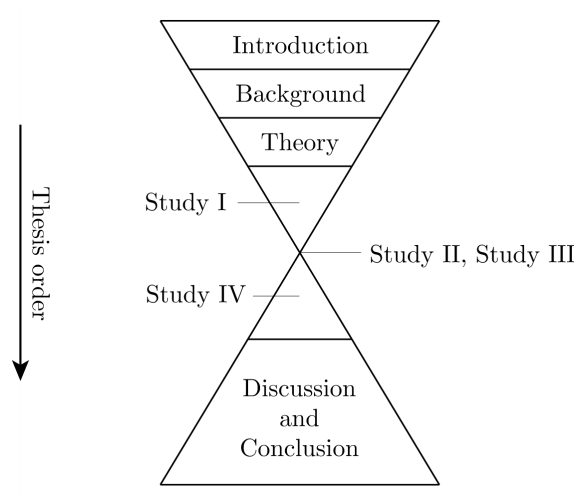 Introduction
Background
Theory
Study I
Study II, Study III
Study IV
Discussion
and
Conclusion
Thesis order